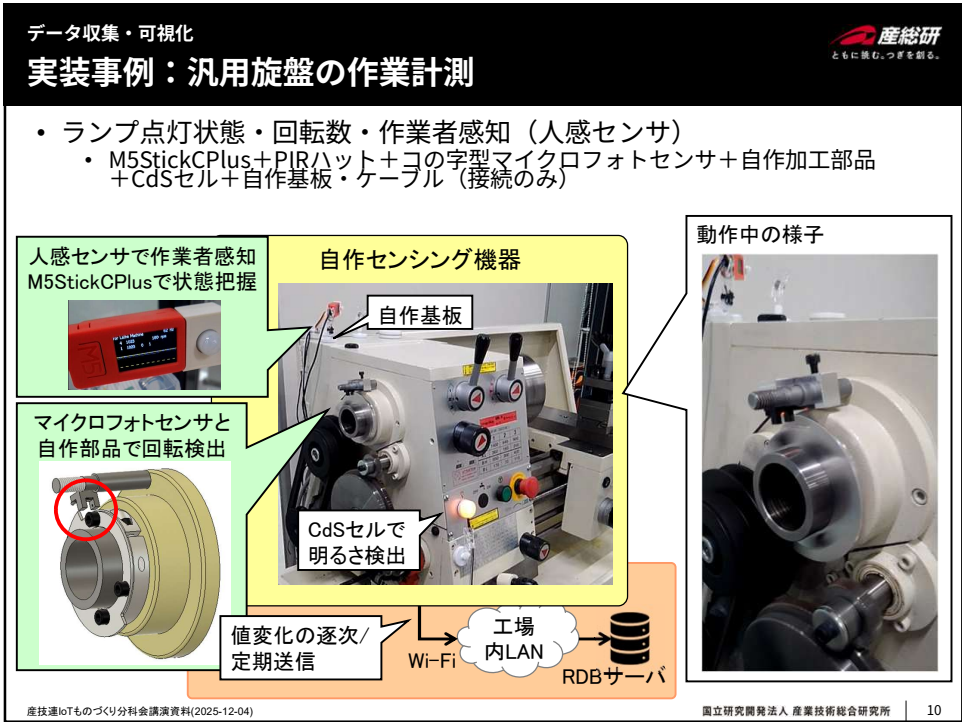 データ収集・可視化
実装事例：汎用旋盤の作業計測
産総研
ともに挑む。つぎを創る。
• ランプ点灯状態・回転数・作業者感知（人感センサ）
• M5StickCPlus＋PIRハット＋コの字型マイクロフォトセンサ＋自作加工部品
＋CdSセル＋自作基板・ケーブル（接続のみ）
人感センサで作業者感知
M5StickCPlusで状態把握
M5
自作センシング機器
自作基板
動作中の様子
マイクロフォトセンサと
自作部品で回転検出
CdSセルで
明るさ検出
値変化の逐次/
定期送信
Wi-Fi
工場
内LAN
RDBサーバ
産技連IoTものづくり分科会講演資料(2025-12-04)
国立研究開発法人 産業技術総合研究所
10